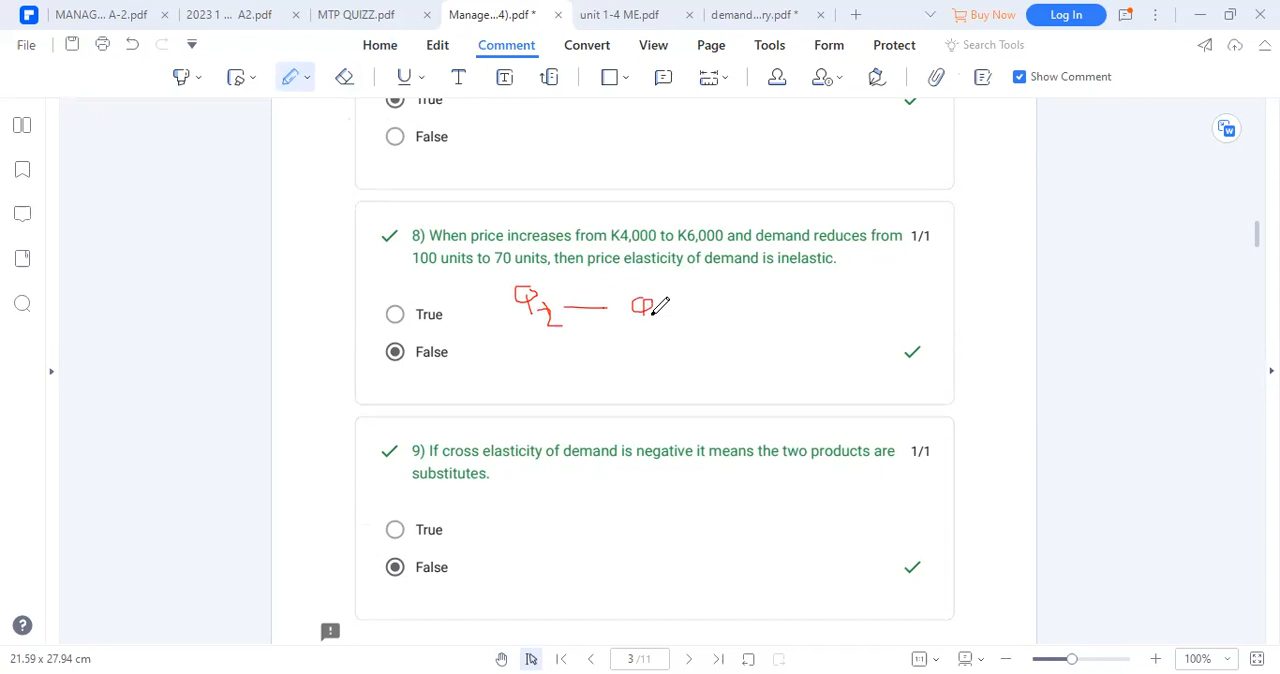 MANAG... A-2.pdf
2023 1 ... A2.pdf
MTP QUIZZ.pdf
Manage...4).pdf *
unit 1-4 ME.pdf
demand...ry.pdf *
Buy Now
Log In
File
Home
Edit
Comment
Convert
View
Page
Tools
Form
Protect
Search Tools
Show Comment
True
False
8) When price increases from K4,000 to K6,000 and demand reduces from 1/1
100 units to 70 units, then price elasticity of demand is inelastic.
Q2 — Q
True
False
9) If cross elasticity of demand is negative it means the two products are 1/1
substitutes.
True
False
21.59 x 27.94 cm
3 /11
1:1
100%